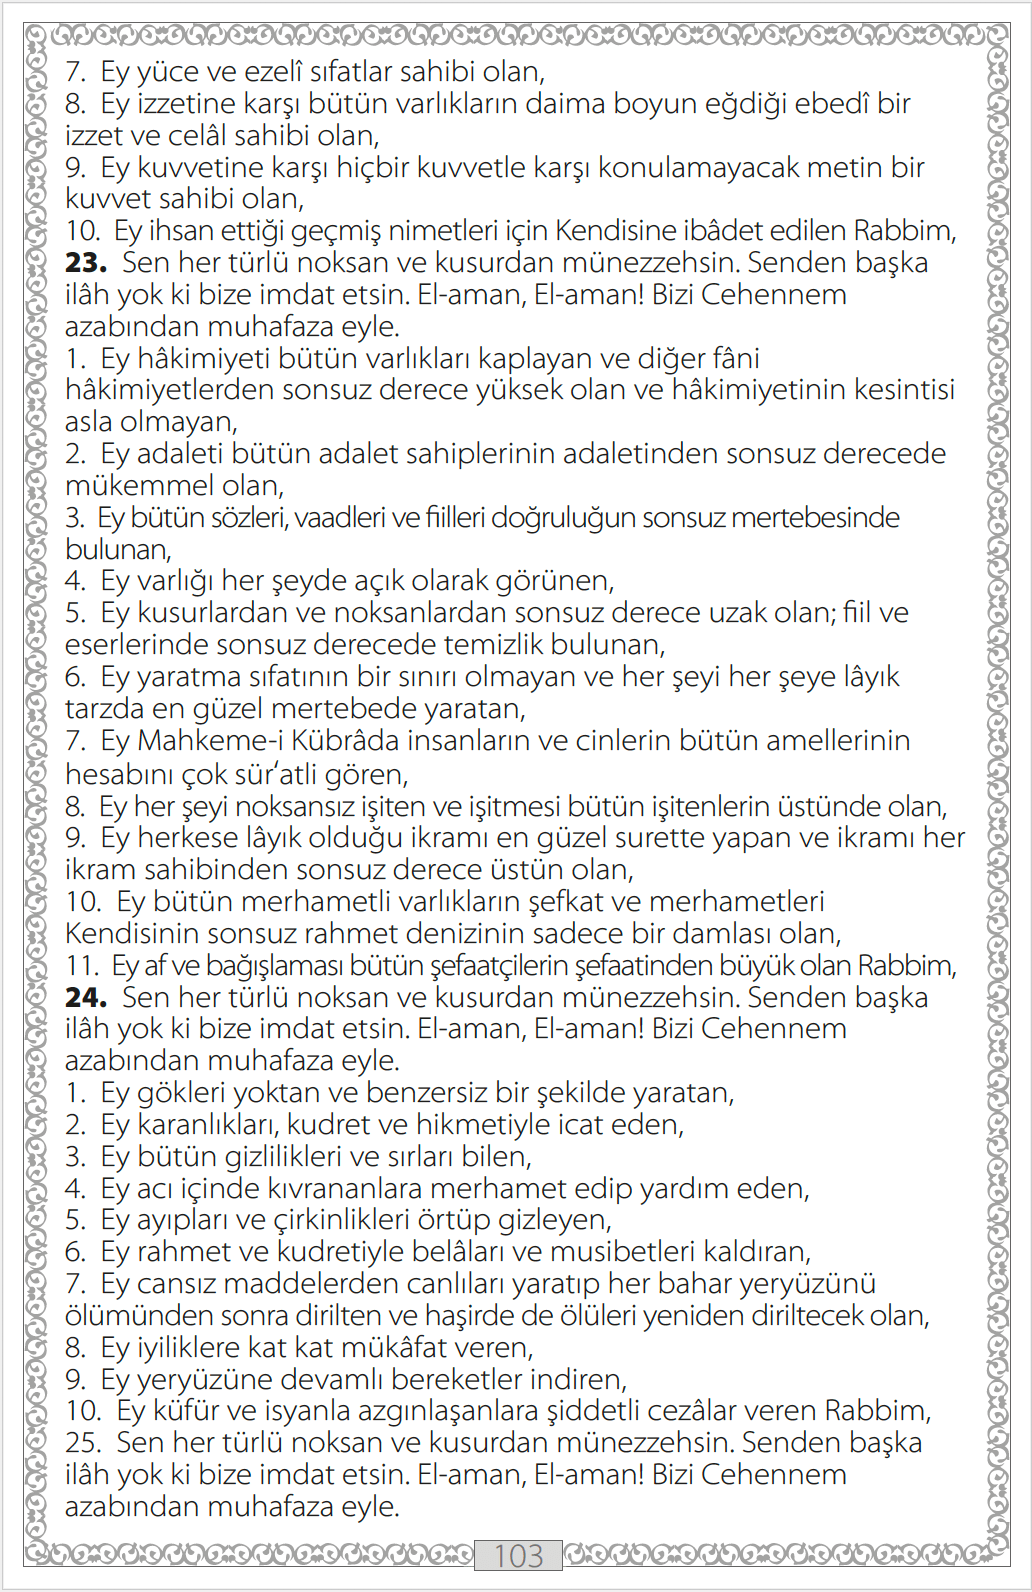 7. Ey yüce ve ezelî sıfatlar sahibi olan,
8. Ey izzetine karşı bütün varlıkların daima boyun eğdiği ebedî bir
izzet ve celâl sahibi olan,
9. Ey kuvvetine karşı hiçbir kuvvetle karşı konulamayacak metin bir
kuvvet sahibi olan,
10. Ey ihsan ettiği geçmiş nimetleri için Kendisine ibâdet edilen Rabbim,
23. Sen her türlü noksan ve kusurdan münezzehsin. Senden başka
ilâh yok ki bize imdat etsin. El-aman, El-aman! Bizi Cehennem
azabından muhafaza eyle.
1. Ey hâkimiyeti bütün varlıkları kaplayan ve diğer fâni
hâkimiyetlerden sonsuz derece yüksek olan ve hâkimiyetinin kesintisi
asla olmayan,
2. Ey adaleti bütün adalet sahiplerinin adaletinden sonsuz derecede
mükemmel olan,
3. Ey bütün sözleri, vaadleri ve fiilleri doğruluğun sonsuz mertebesinde
bulunan,
4. Ey varlığı her şeyde açık olarak görünen,
5. Ey kusurlardan ve noksanlardan sonsuz derece uzak olan; fiil ve
eserlerinde sonsuz derecede temizlik bulunan,
6. Ey yaratma sıfatının bir sınırı olmayan ve her şeyi her şeye lâyık
tarzda en güzel mertebede yaratan,
7. Ey Mahkeme-i Kübrâda insanların ve cinlerin bütün amellerinin
hesabını çok sür‘atli gören,
8. Ey her şeyi noksansız işiten ve işitmesi bütün işitenlerin üstünde olan,
9. Ey herkese lâyık olduğu ikramı en güzel surette yapan ve ikramı her
ikram sahibinden sonsuz derece üstün olan,
10. Ey bütün merhametli varlıkların şefkat ve merhametleri
Kendisinin sonsuz rahmet denizinin sadece bir damlası olan,
11. Ey af ve bağışlaması bütün şefaatçilerin şefaatinden büyük olan Rabbim,
24. Sen her türlü noksan ve kusurdan münezzehsin. Senden başka
ilâh yok ki bize imdat etsin. El-aman, El-aman! Bizi Cehennem
azabından muhafaza eyle.
1. Ey gökleri yoktan ve benzersiz bir şekilde yaratan,
2. Ey karanlıkları, kudret ve hikmetiyle icat eden,
3. Ey bütün gizlilikleri ve sırları bilen,
4. Ey acı içinde kıvrananlara merhamet edip yardım eden,
5. Ey ayıpları ve çirkinlikleri örtüp gizleyen,
6. Ey rahmet ve kudretiyle belâları ve musibetleri kaldıran,
7. Ey cansız maddelerden canlıları yaratıp her bahar yeryüzünü
ölümünden sonra dirilten ve haşirde de ölüleri yeniden diriltecek olan,
8. Ey iyiliklere kat kat mükâfat veren,
9. Ey yeryüzüne devamlı bereketler indiren,
10. Ey küfür ve isyanla azgınlaşanlara şiddetli cezâlar veren Rabbim,
25. Sen her türlü noksan ve kusurdan münezzehsin. Senden başka
ilâh yok ki bize imdat etsin. El-aman, El-aman! Bizi Cehennem
azabından muhafaza eyle.
103